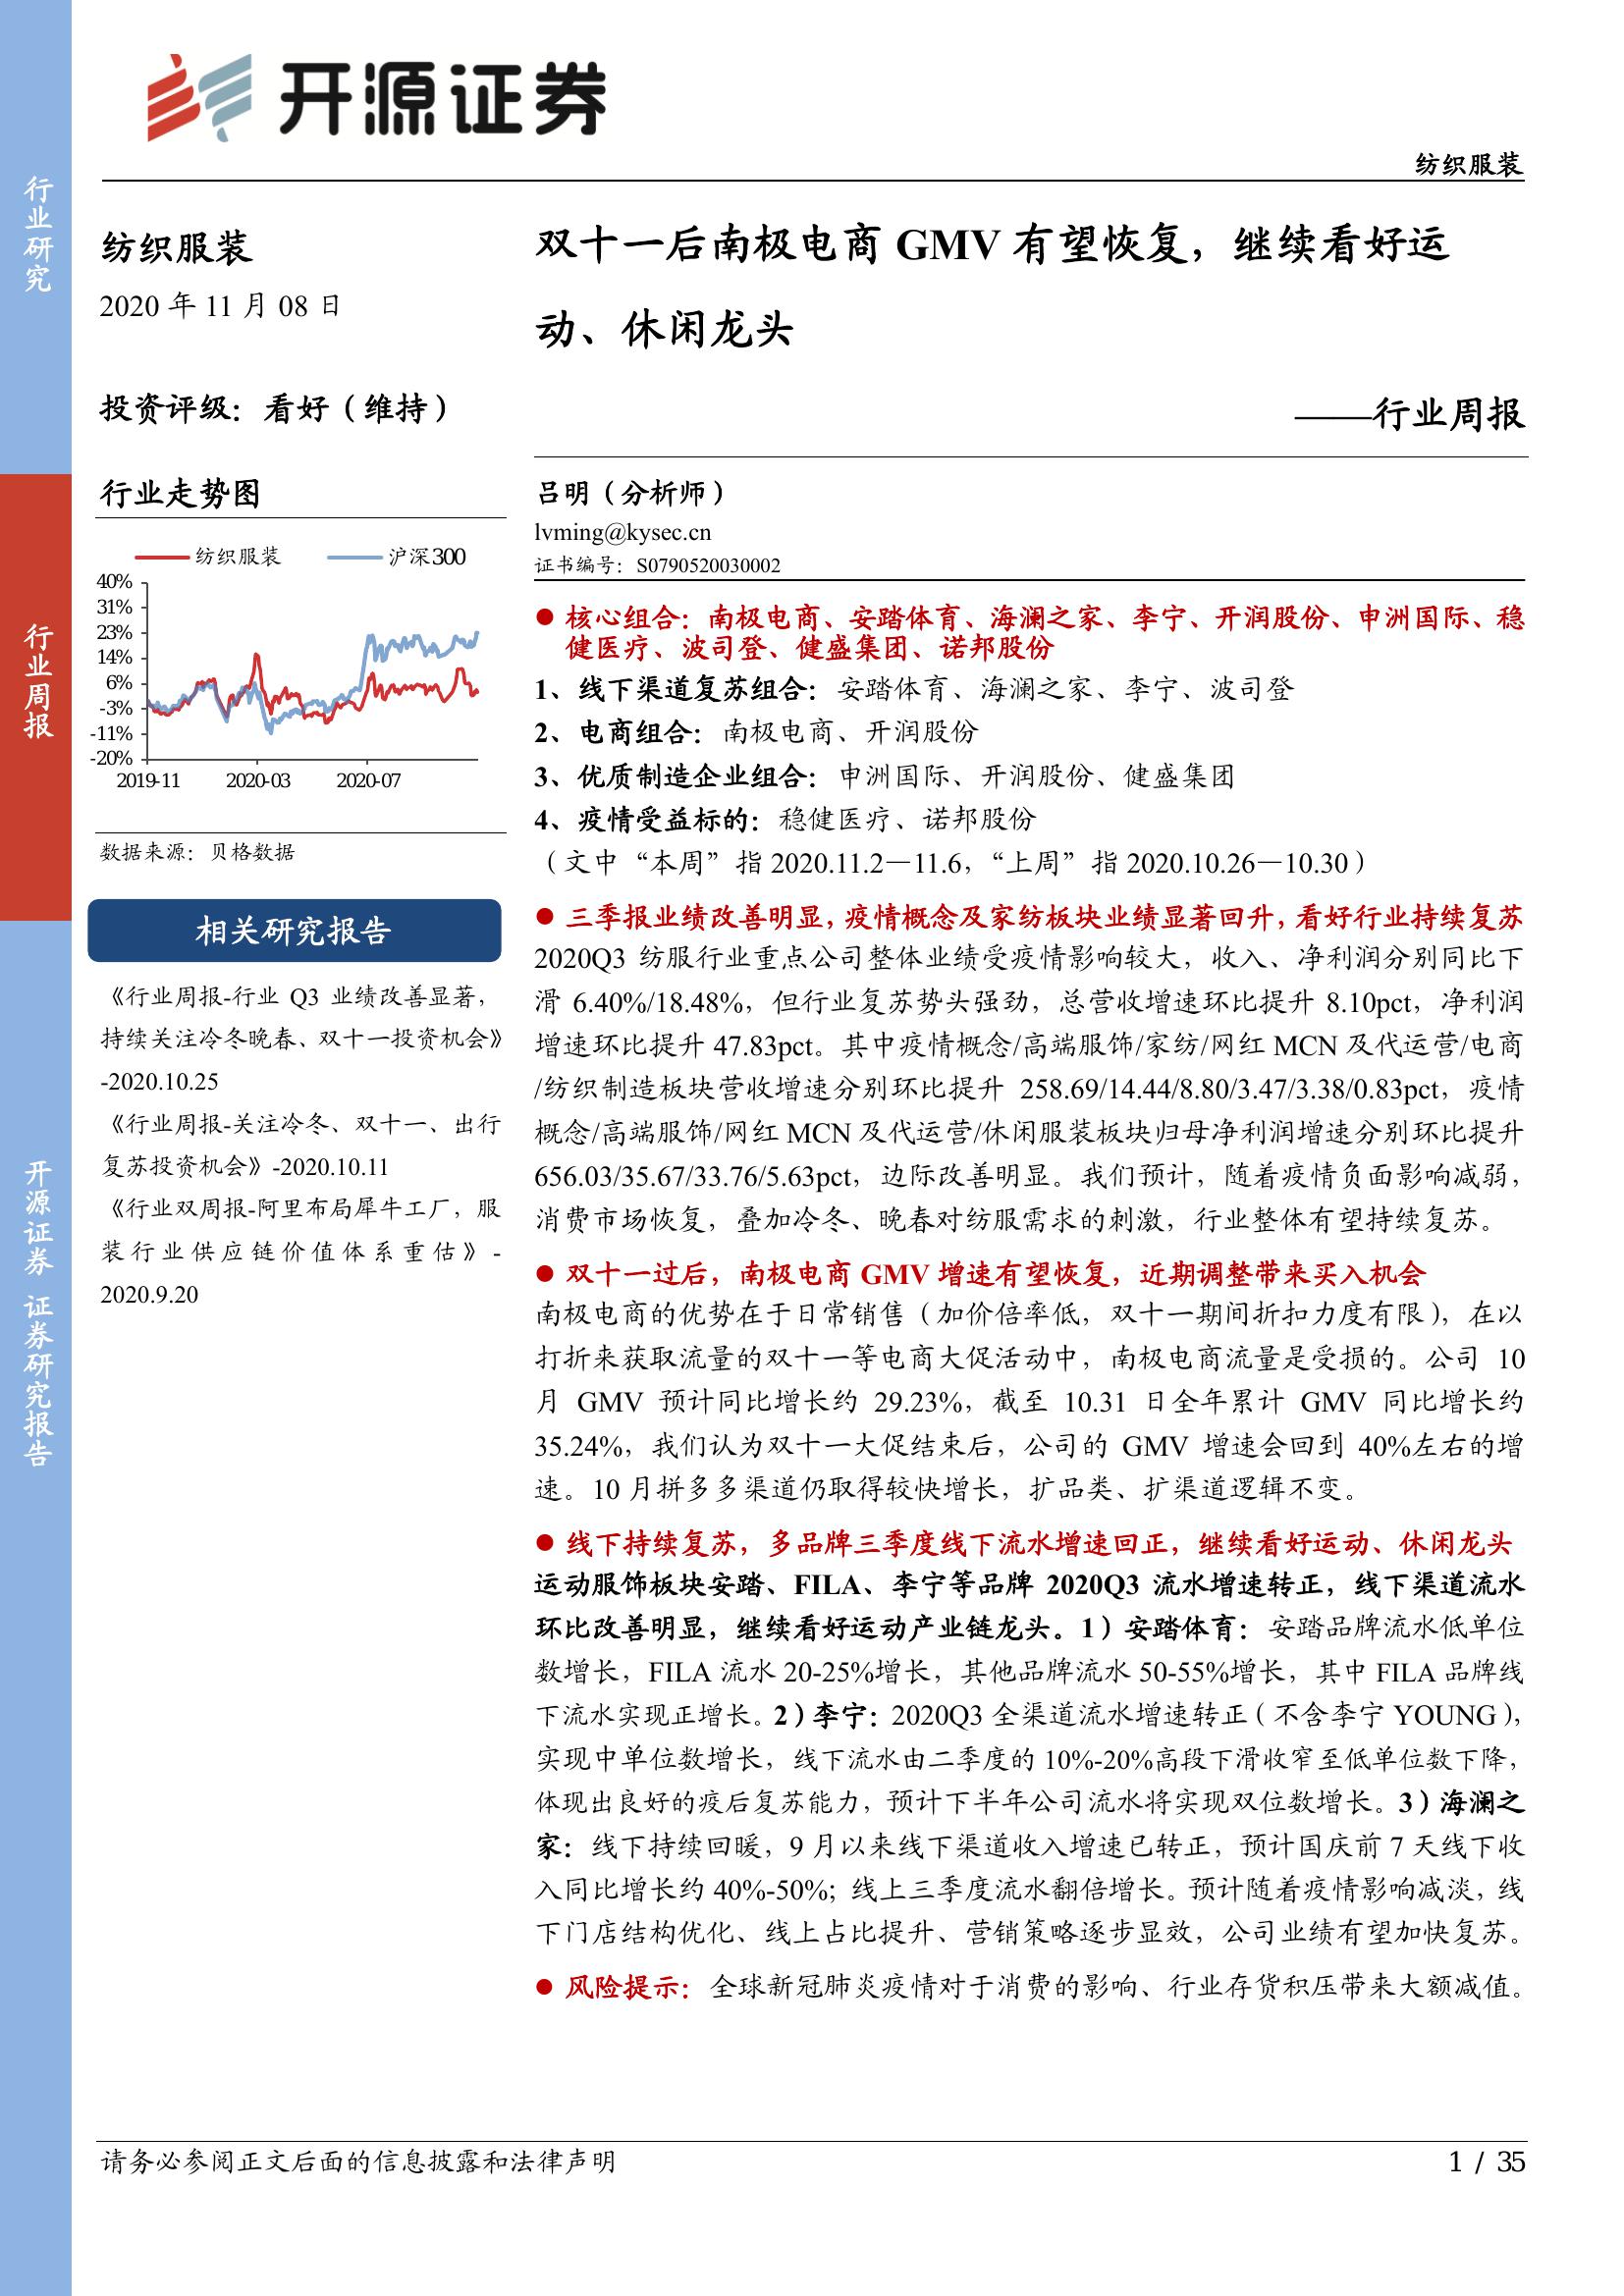 开源证券
纺织服装
行业研究
行业周报
开源证券 证券研究报告
纺织服装
2020 年 11 月 08 日
投资评级：看好（维持）
行业走势图
纺织服装 沪深300
40%
31%
23%
14%
6%
-3%
-11%
-20%
2019-11 2020-03 2020-07
数据来源：贝格数据
相关研究报告
《行业周报-行业 Q3 业绩改善显著，
持续关注冷冬晚春、双十一投资机会》
-2020.10.25
《行业周报-关注冷冬、双十一、出行
复苏投资机会》-2020.10.11
《行业双周报-阿里布局犀牛工厂，服
装行业供应链价值体系重估》-
2020.9.20
双十一后南极电商 GMV 有望恢复，继续看好运
动、休闲龙头
——行业周报
吕明（分析师）
lvming@kysec.cn
证书编号：S0790520030002
● 核心组合：南极电商、安踏体育、海澜之家、李宁、开润股份、申洲国际、稳
健医疗、波司登、健盛集团、诺邦股份
1、线下渠道复苏组合：安踏体育、海澜之家、李宁、波司登
2、电商组合：南极电商、开润股份
3、优质制造企业组合：申洲国际、开润股份、健盛集团
4、疫情受益标的：稳健医疗、诺邦股份
（文中“本周”指 2020.11.2—11.6，“上周”指 2020.10.26—10.30）
● 三季报业绩改善明显，疫情概念及家纺板块业绩显著回升，看好行业持续复苏
2020Q3 纺服行业重点公司整体业绩受疫情影响较大，收入、净利润分别同比下
滑 6.40%/18.48%，但行业复苏势头强劲，总营收增速环比提升 8.10pct，净利润
增速环比提升 47.83pct。其中疫情概念/高端服饰/家纺/网红 MCN 及代运营/电商
/纺织制造板块营收增速分别环比提升 258.69/14.44/8.80/3.47/3.38/0.83pct，疫情
概念/高端服饰/网红 MCN 及代运营/休闲服装板块归母净利润增速分别环比提升
656.03/35.67/33.76/5.63pct，边际改善明显。我们预计，随着疫情负面影响减弱，
消费市场恢复，叠加冷冬、晚春对纺服需求的刺激，行业整体有望持续复苏。
● 双十一过后，南极电商 GMV 增速有望恢复，近期调整带来买入机会
南极电商的优势在于日常销售（加价倍率低，双十一期间折扣力度有限），在以
打折来获取流量的双十一等电商大促活动中，南极电商流量是受损的。公司 10
月 GMV 预计同比增长约 29.23%，截至 10.31 日全年累计 GMV 同比增长约
35.24%，我们认为双十一大促结束后，公司的 GMV 增速会回到 40%左右的增
速。10 月拼多多渠道仍取得较快增长，扩品类、扩渠道逻辑不变。
● 线下持续复苏，多品牌三季度线下流水增速回正，继续看好运动、休闲龙头
运动服饰板块安踏、FILA、李宁等品牌 2020Q3 流水增速转正，线下渠道流水
环比改善明显，继续看好运动产业链龙头。1）安踏体育：安踏品牌流水低单位
数增长，FILA 流水 20-25%增长，其他品牌流水 50-55%增长，其中 FILA 品牌线
下流水实现正增长。2）李宁：2020Q3 全渠道流水增速转正（不含李宁 YOUNG），
实现中单位数增长，线下流水由二季度的 10%-20%高段下滑收窄至低单位数下降，
体现出良好的疫后复苏能力，预计下半年公司流水将实现双位数增长。3）海澜之
家：线下持续回暖，9 月以来线下渠道收入增速已转正，预计国庆前 7 天线下收
入同比增长约 40%-50%；线上三季度流水翻倍增长。预计随着疫情影响减淡，线
下门店结构优化、线上占比提升、营销策略逐步显效，公司业绩有望加快复苏。
● 风险提示：全球新冠肺炎疫情对于消费的影响、行业存货积压带来大额减值。
请务必参阅正文后面的信息披露和法律声明
1 / 35